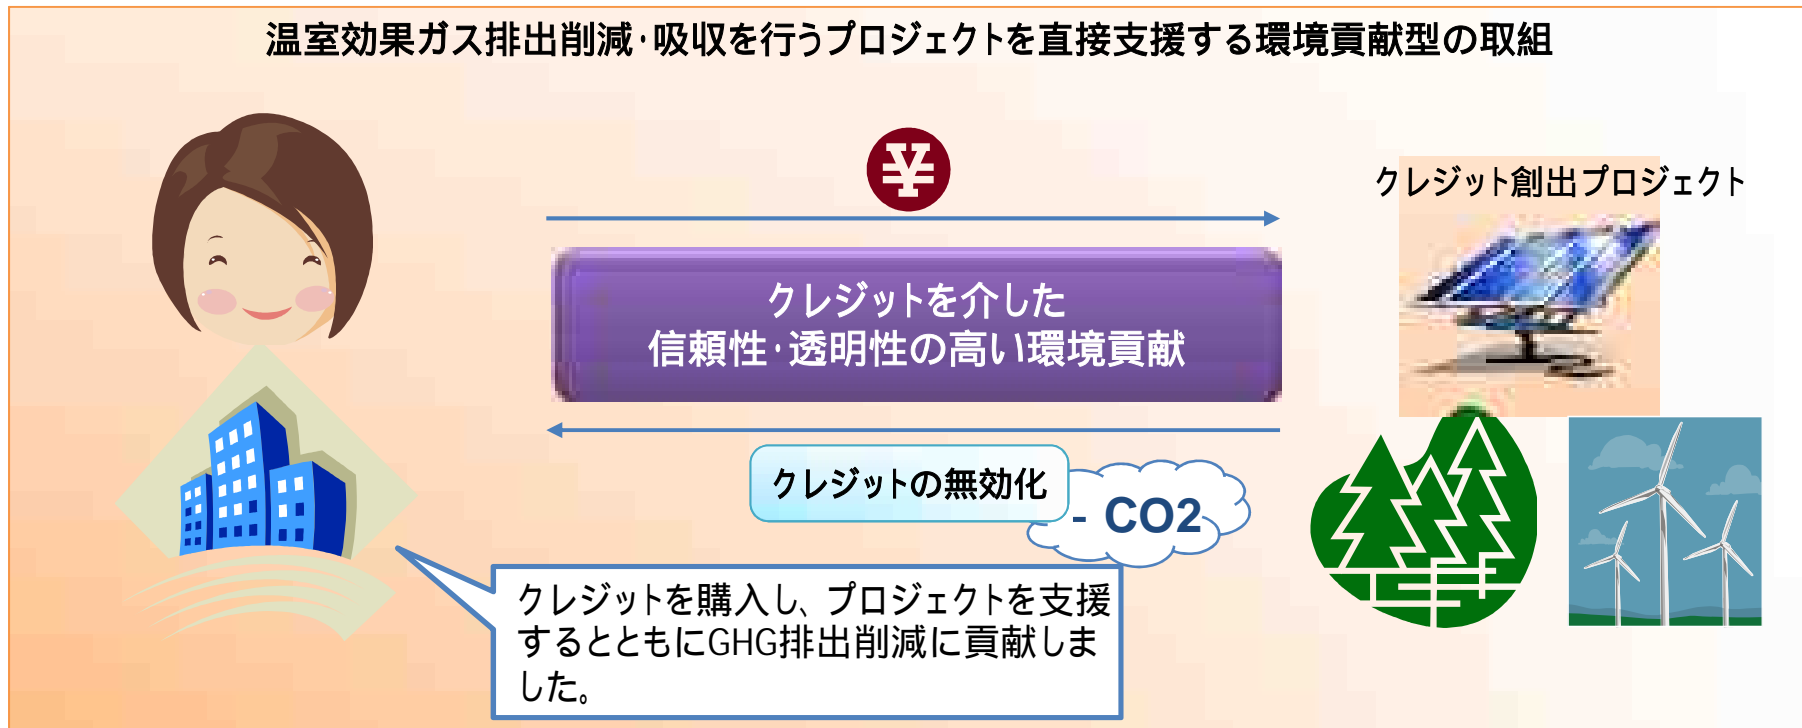 温室効果ガス排出削減･吸収を行うプロジェクトを直接支援する環境貢献型の取組
¥
クレジット創出プロジェクト
クレジットを介した
信頼性･透明性の高い環境貢献
クレジットの無効化
- CO2
クレジットを購入し、プロジェクトを支援
するとともにGHG排出削減に貢献しま
した。